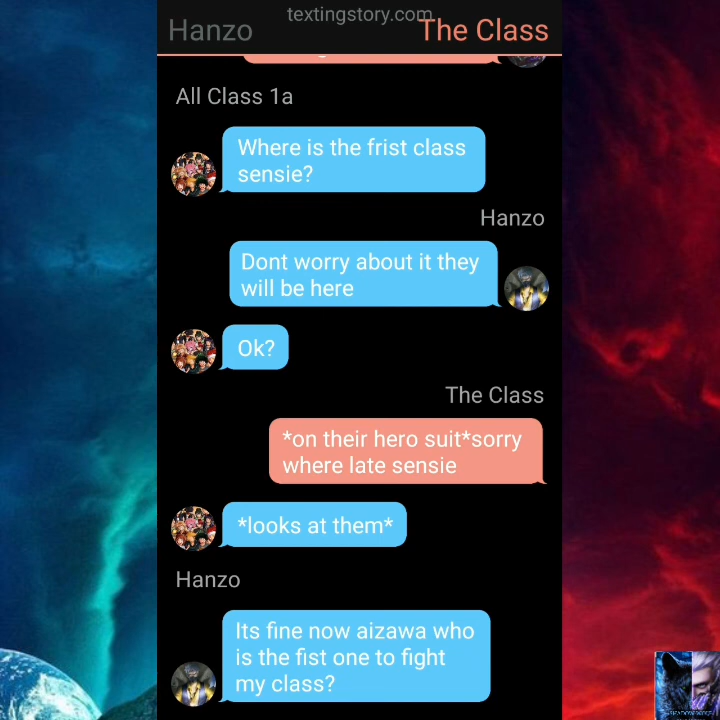 textingstory.com
Hanzo The Class
All Class 1a
Where is the frist class
sensie?
Hanzo
Dont worry about it they
will be here
Ok?
The Class
*on their hero suit*sorry
where late sensie
*looks at them*
Hanzo
Its fine now aizawa who
is the fist one to fight
my class?